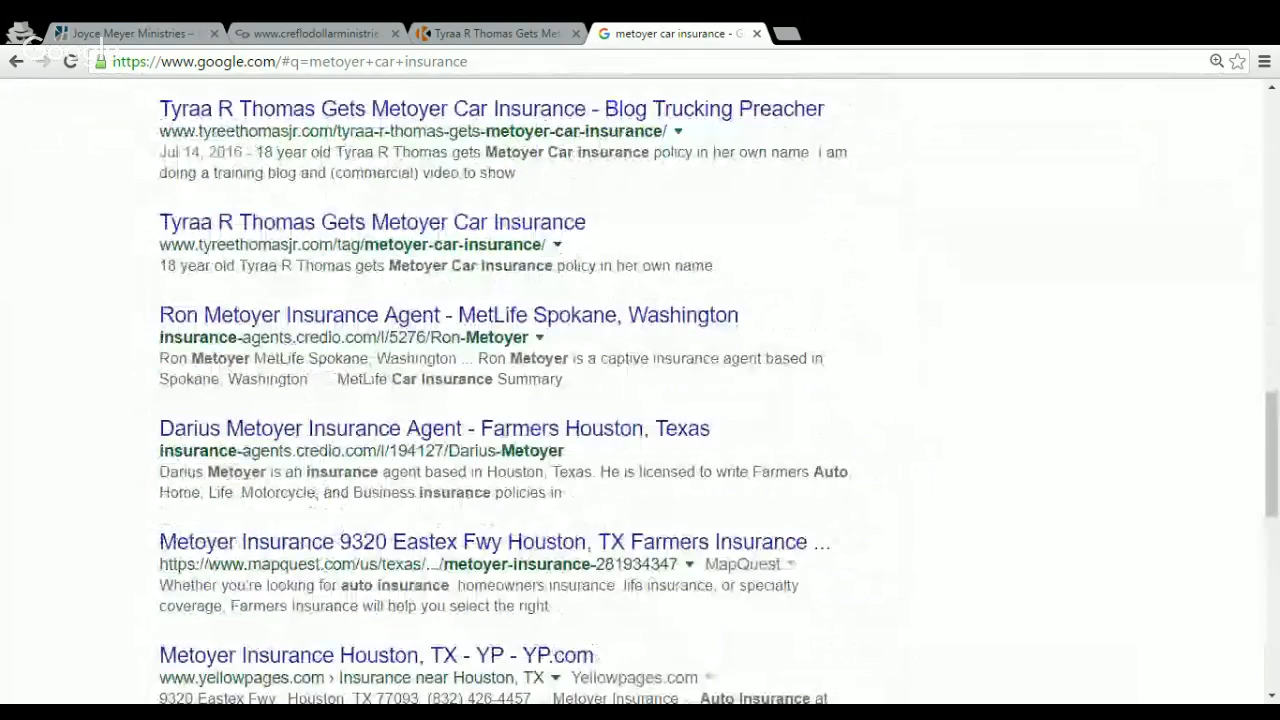 Joyce Meyer Ministries –
www.creflodollarministrie
Tyraa R Thomas Gets Met
metoyer car insurance - G
https://www.google.com/#q=metoyer+car+insurance
Tyraa R Thomas Gets Metoyer Car Insurance - Blog Trucking Preacher
www.tyreethomasjr.com/tyraa-r-thomas-gets-metoyer-car-insurance/
Jul 14, 2016 - 18 year old Tyraa R Thomas gets Metoyer Car insurance policy in her own name i am
doing a training blog and (commercial) video to show
Tyraa R Thomas Gets Metoyer Car Insurance
www.tyreethomasjr.com/tag/metoyer-car-insurance/
18 year old Tyraa R Thomas gets Metoyer Car Insurance policy in her own name
Ron Metoyer Insurance Agent - MetLife Spokane, Washington
insurance-agents.credio.com/l/5276/Ron-Metoyer
Ron Metoyer MetLife Spokane, Washington ... Ron Metoyer is a captive insurance agent based in
Spokane, Washington MetLife Car Insurance Summary
Darius Metoyer Insurance Agent - Farmers Houston, Texas
insurance-agents.credio.com/l/194127/Darius-Metoyer
Darius Metoyer is an insurance agent based in Houston, Texas. He is licensed to write Farmers Auto
Home, Life Motorcycle, and Business insurance policies in
Metoyer Insurance 9320 Eastex Fwy Houston, TX Farmers Insurance ...
https://www.mapquest.com/us/texas/.../metoyer-insurance-281934347 MapQuest
Whether you're looking for auto insurance homeowners insurance life insurance, or specialty
coverage, Farmers Insurance will help you select the right
Metoyer Insurance Houston, TX - YP - YP.com
www.yellowpages.com › Insurance near Houston, TX Yellowpages.com
9320 Eastex Fwy Houston, TX 77093 (832) 426-4457 Metoyer Insurance Auto Insurance at